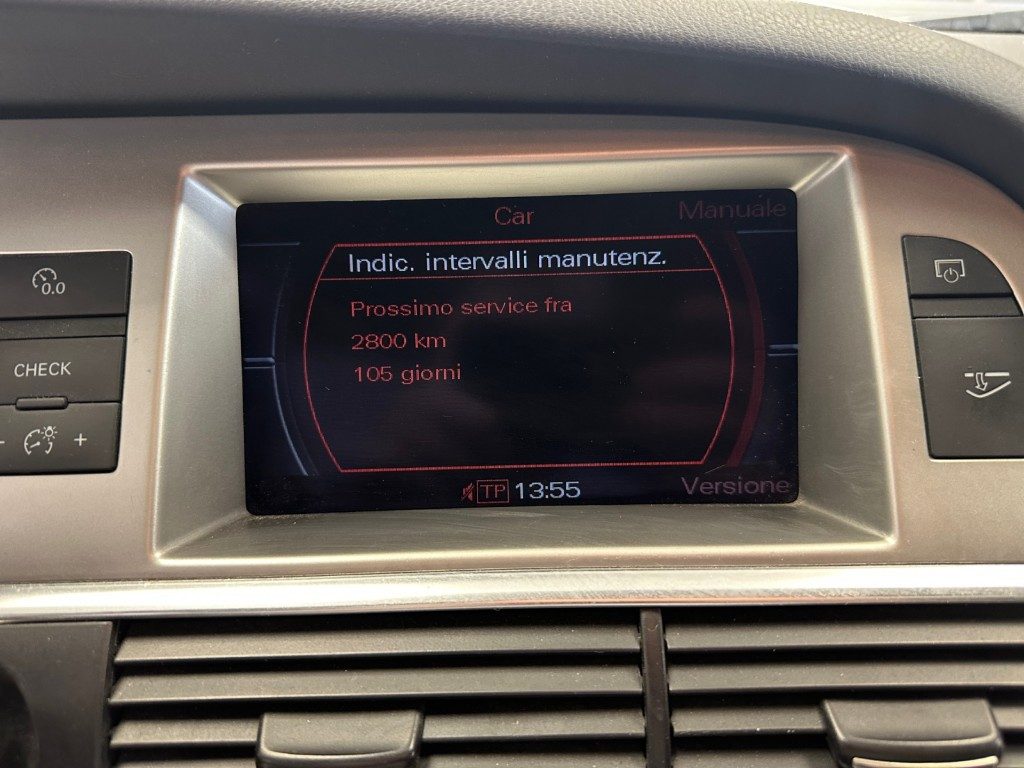 Car
Manuale
Indic. intervalli manutenz.
Prossimo service fra
2800 km
105 giorni
TP 13:55
Versione
0.0
CHECK
- +